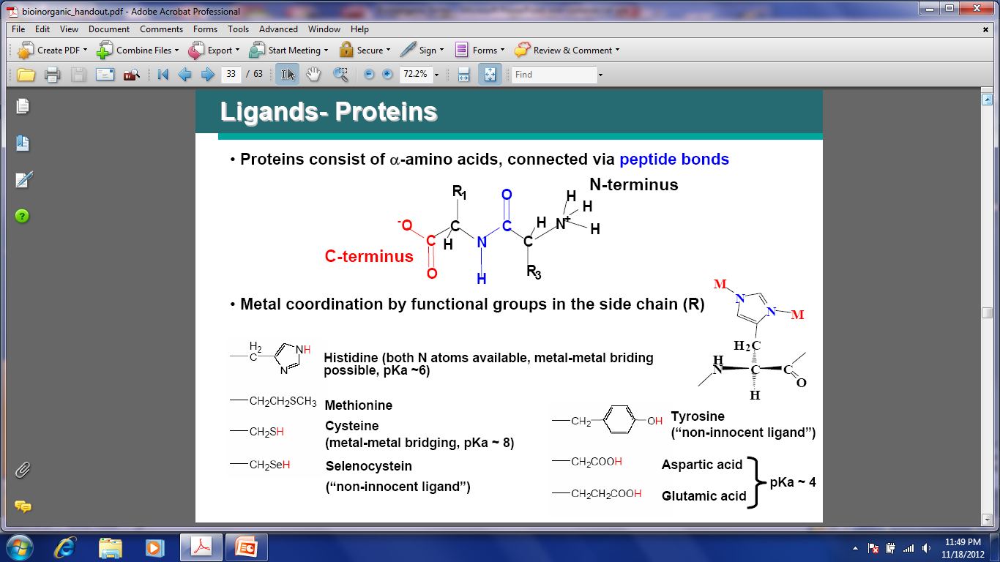 bioinorganic_handout.pdf - Adobe Acrobat Professional
File Edit View Document Comments Forms Tools Advanced Window Help
Create PDF Combine Files Export Start Meeting Secure Sign Forms Review & Comment
33 / 63 72.2% Find
Ligands- Proteins
• Proteins consist of α-amino acids, connected via peptide bonds
N-terminus
R1 O H H
-O C H N+ H
C H N C C
C-terminus
O H R3
M
• Metal coordination by functional groups in the side chain (R)
N N M
H2C
H2
C NH
N
Histidine (both N atoms available, metal-metal briding
possible, pKa ~6)
H
N C C
O
H
CH2CH2SCH3 Methionine
CH2SH Cysteine
(metal-metal bridging, pKa ~ 8)
CH2SeH Selenocystein
("non-innocent ligand")
CH2 OH Tyrosine
("non-innocent ligand")
CH2COOH Aspartic acid
pKa ~ 4
CH2CH2COOH Glutamic acid
11:49 PM
11/18/2012